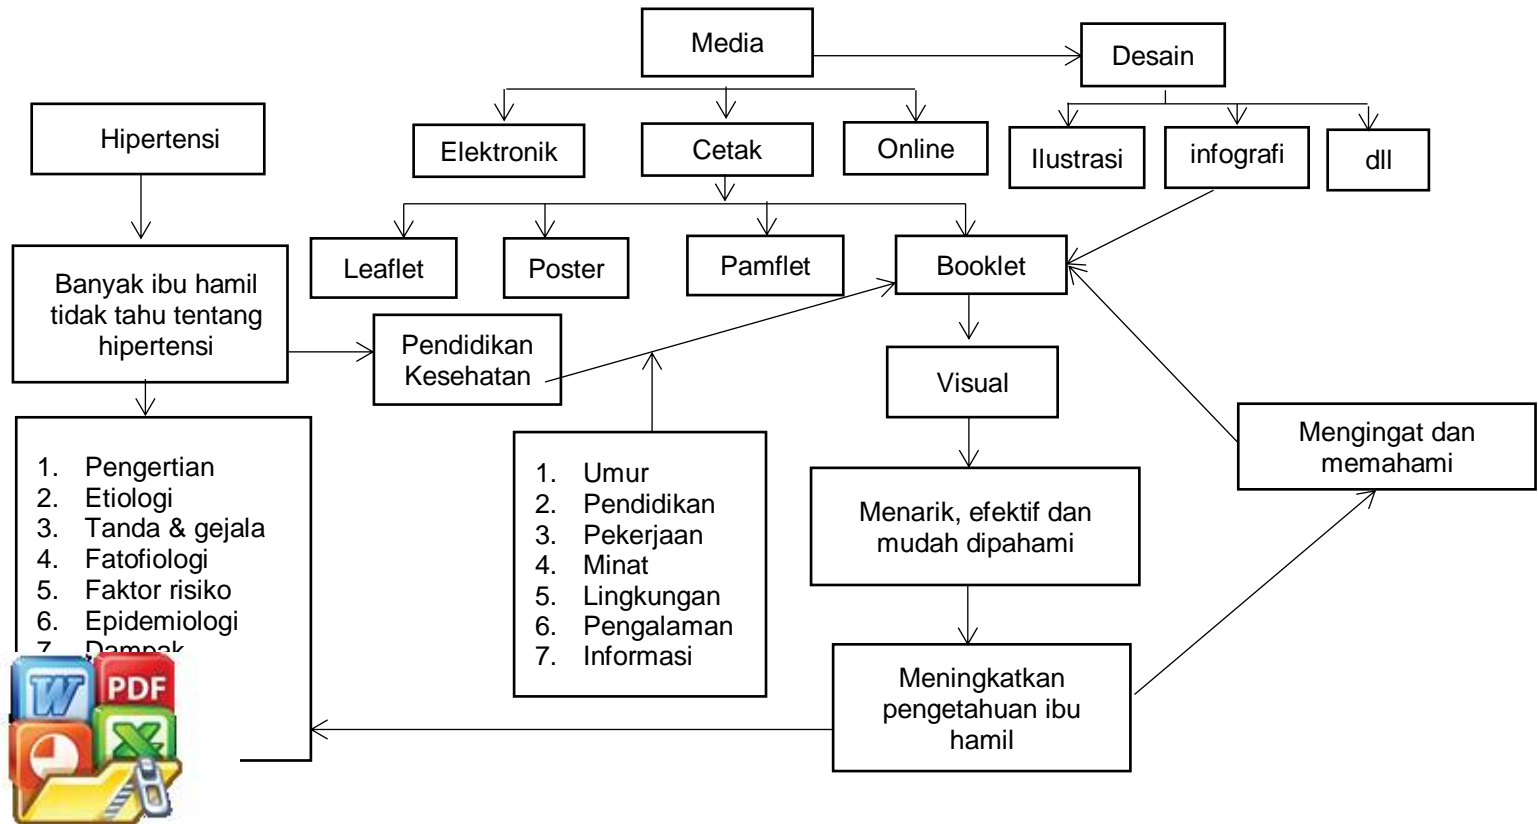 Media
Desain
Hipertensi
Elektronik
Cetak
Online
Ilustrasi
infografi
dll
Banyak ibu hamil
tidak tahu tentang
hipertensi
Leaflet
Poster
Pamflet
Booklet
Pendidikan
Kesehatan
Visual
1. Pengertian
2. Etiologi
3. Tanda & gejala
4. Fatofiologi
5. Faktor risiko
6. Epidemiologi
7. Dampak
1. Umur
2. Pendidikan
3. Pekerjaan
4. Minat
5. Lingkungan
6. Pengalaman
7. Informasi
Menarik, efektif dan
mudah dipahami
Mengingat dan
memahami
Meningkatkan
pengetahuan ibu
hamil
W
PDF